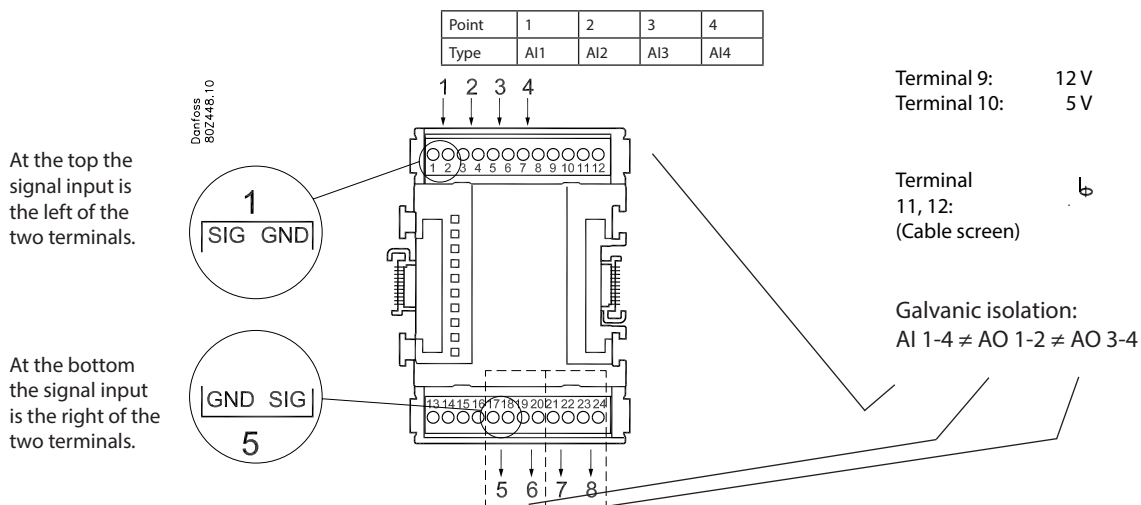 Point 1 2 3 4
Type AI1 AI2 AI3 AI4
1 2 3 4
Danfoss
80Z448.10
At the top the
signal input is
the left of the
two terminals.
1
SIG GND
1 2 3 4 5 6 7 8 9 10 11 12
Terminal 9: 12 V
Terminal 10: 5 V
Terminal
11, 12:
(Cable screen)
Galvanic isolation:
AI 1-4 ≠ AO 1-2 ≠ AO 3-4
At the bottom
the signal input
is the right of the
two terminals.
GND SIG
5
13 14 15 16 17 18 19 20 21 22 23 24
5 6 7 8